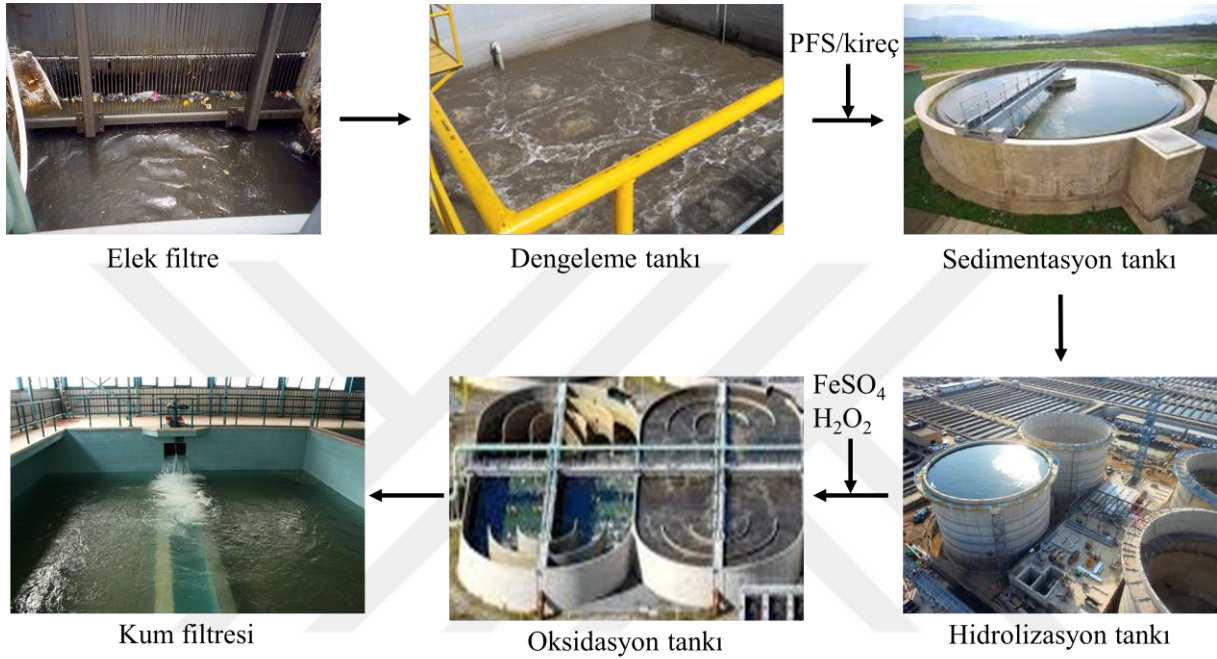 Elek filtre
Dengeleme tankı
PFS/kireç
Sedimentasyon tankı
Hidrolizasyon tankı
FeSO₄
H₂O₂
Oksidasyon tankı
Kum filtresi